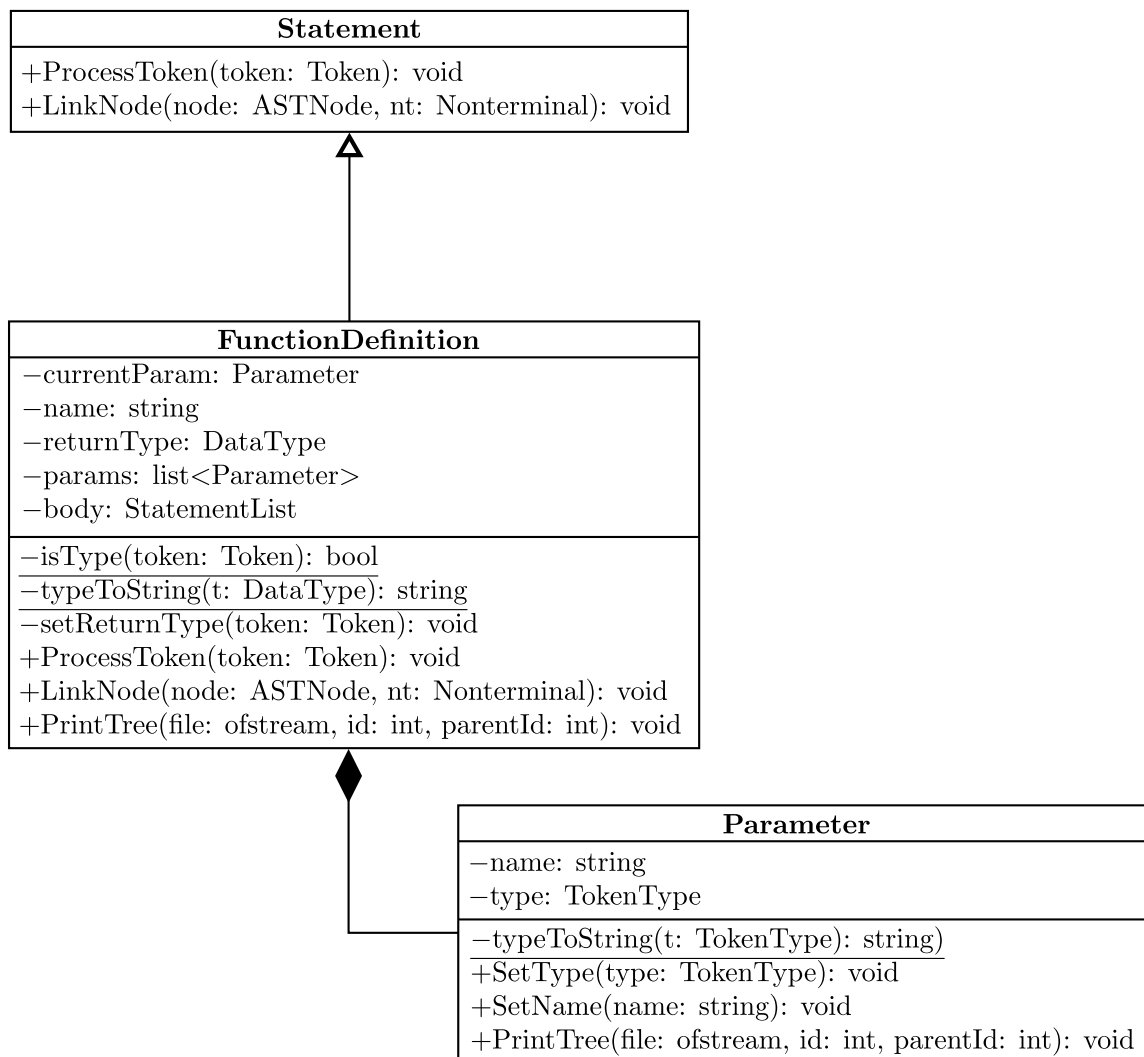 Statement
+ProcessToken(token: Token): void
+LinkNode(node: ASTNode, nt: Nonterminal): void
FunctionDefinition
−currentParam: Parameter
−name: string
−returnType: DataType
−params: list<Parameter>
−body: StatementList
−isType(token: Token): bool
−typeToString(t: DataType): string
−setReturnType(token: Token): void
+ProcessToken(token: Token): void
+LinkNode(node: ASTNode, nt: Nonterminal): void
+PrintTree(file: ofstream, id: int, parentId: int): void
Parameter
−name: string
−type: TokenType
−typeToString(t: TokenType): string)
+SetType(type: TokenType): void
+SetName(name: string): void
+PrintTree(file: ofstream, id: int, parentId: int): void